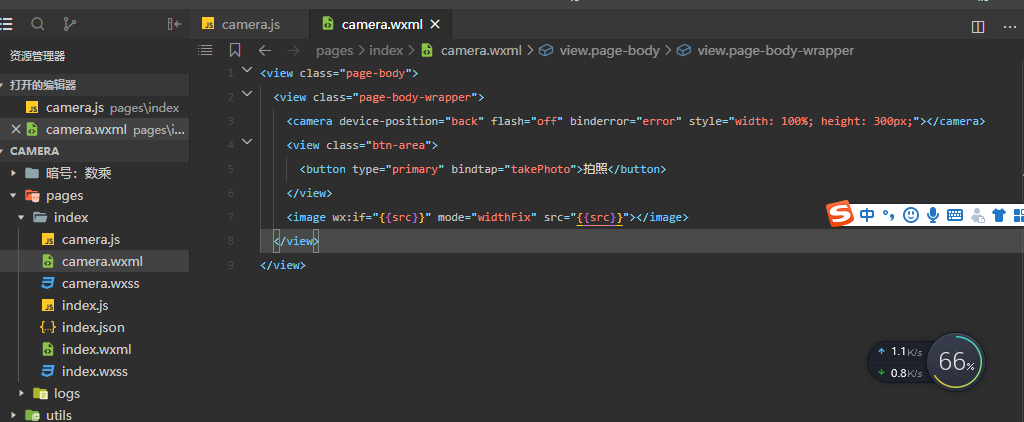 camera.js
camera.wxml
资源管理器
打开的编辑器
camera.js pages\index
camera.wxml pages\i...
CAMERA
暗号：数乘
pages
index
camera.js
camera.wxml
camera.wxss
index.js
index.json
index.wxml
index.wxss
logs
utils
pages > index > camera.wxml > view.page-body > view.page-body-wrapper
1 <view class="page-body">
2 <view class="page-body-wrapper">
3 <camera device-position="back" flash="off" binderror="error" style="width: 100%; height: 300px;"></camera>
4 <view class="btn-area">
5 <button type="primary" bindtap="takePhoto">拍照</button>
6 </view>
7 <image wx:if="{{src}}" mode="widthFix" src="{{src}}"></image>
8 </view>
9 </view>
中
1.1K/s
0.8K/s
66%